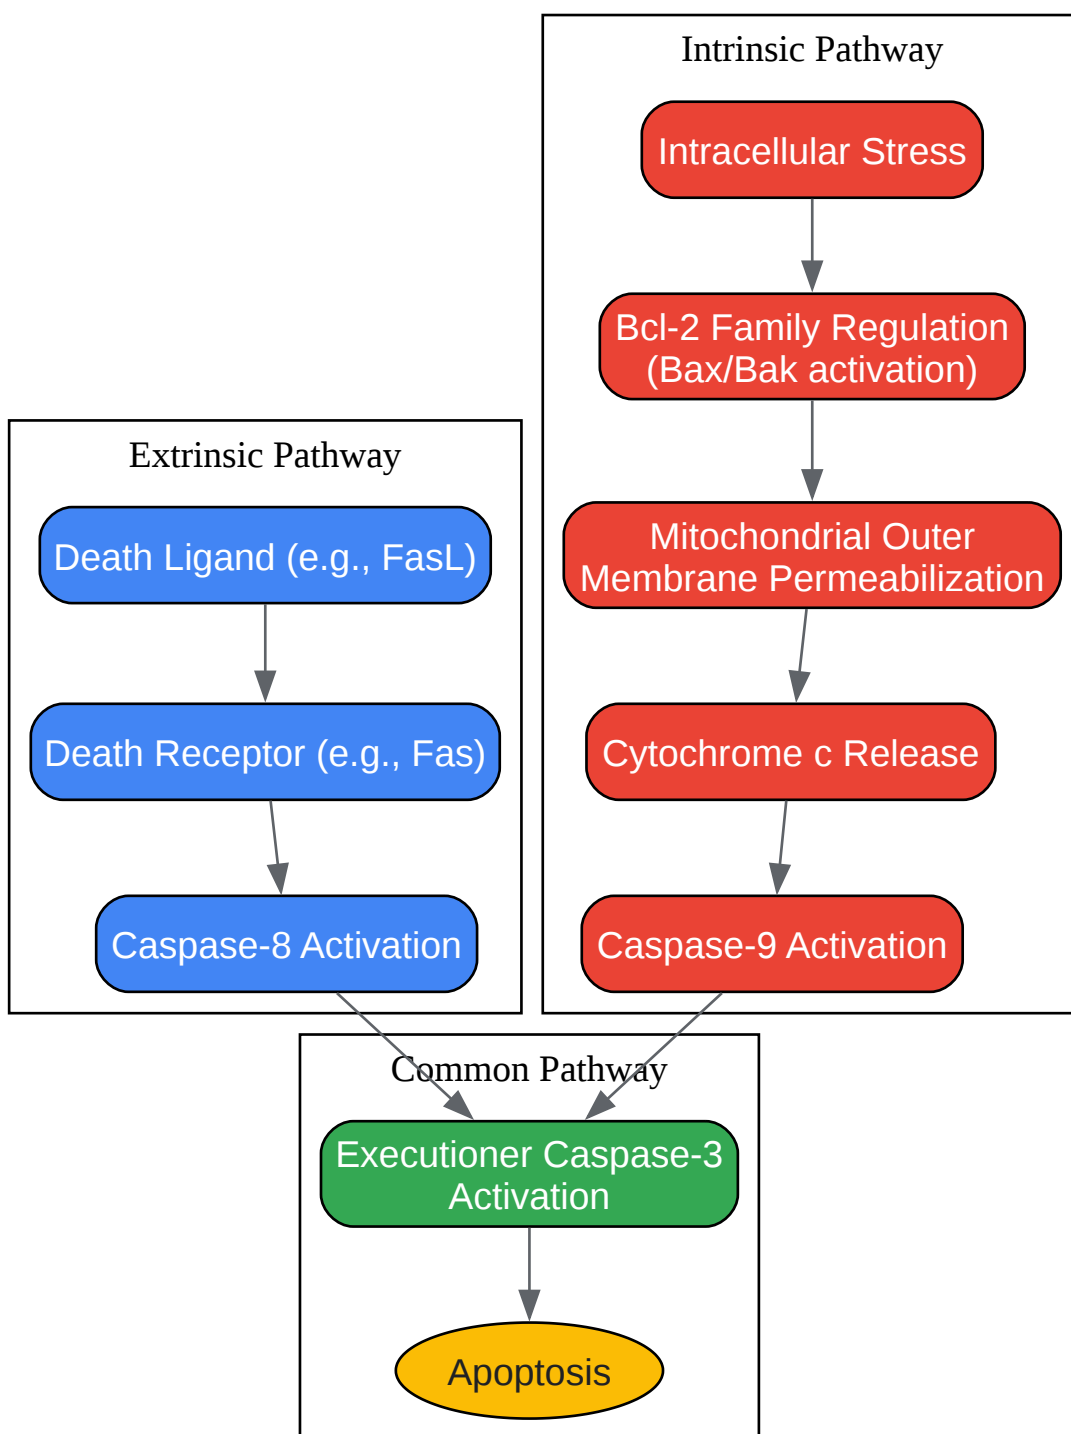 Intrinsic Pathway
Intracellular Stress
Bcl-2 Family Regulation
(Bax/Bak activation)
Mitochondrial Outer
Membrane Permeabilization
Cytochrome c Release
Caspase-9 Activation
Extrinsic Pathway
Death Ligand (e.g., FasL)
Death Receptor (e.g., Fas)
Caspase-8 Activation
Common Pathway
Executioner Caspase-3
Activation
Apoptosis